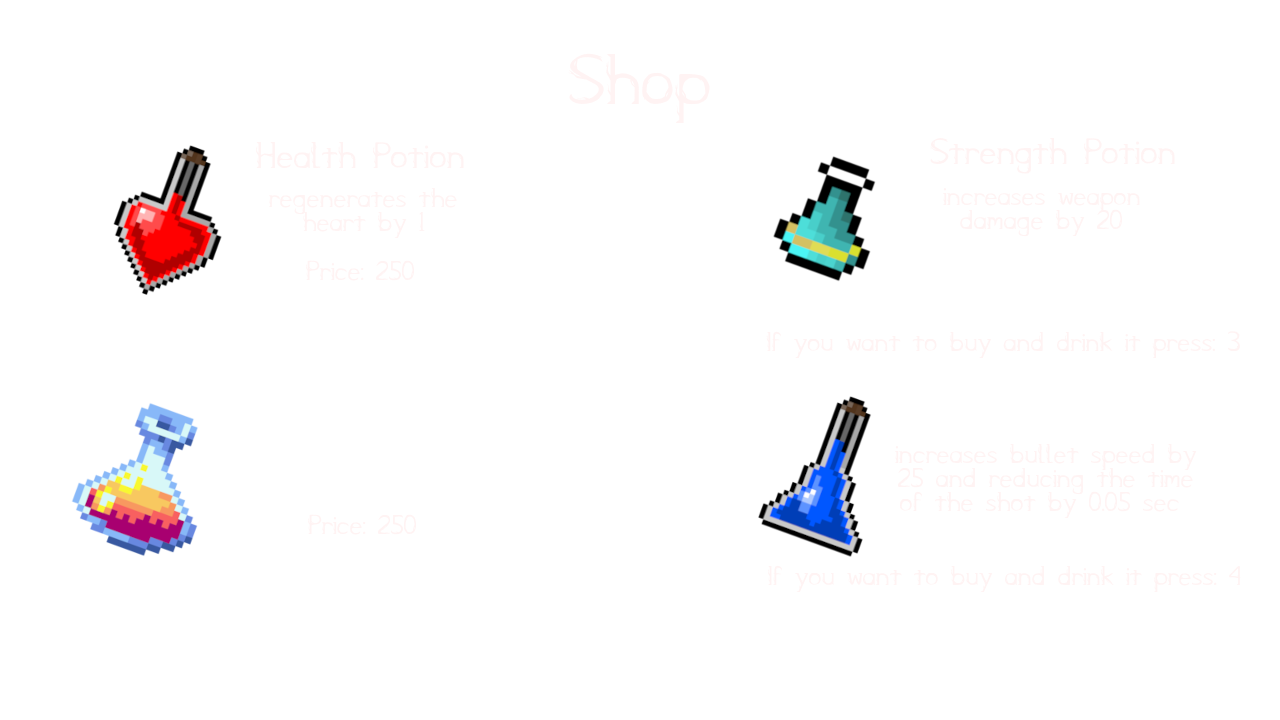 Shop
Health Potion
regenerates the
heart by 1
Price: 250
Strength Potion
increases weapon
damage by 20
If you want to buy and drink it press: 3
Price: 250
increases bullet speed by
25 and reducing the time
of the shot by 0.05 sec
If you want to buy and drink it press: 4